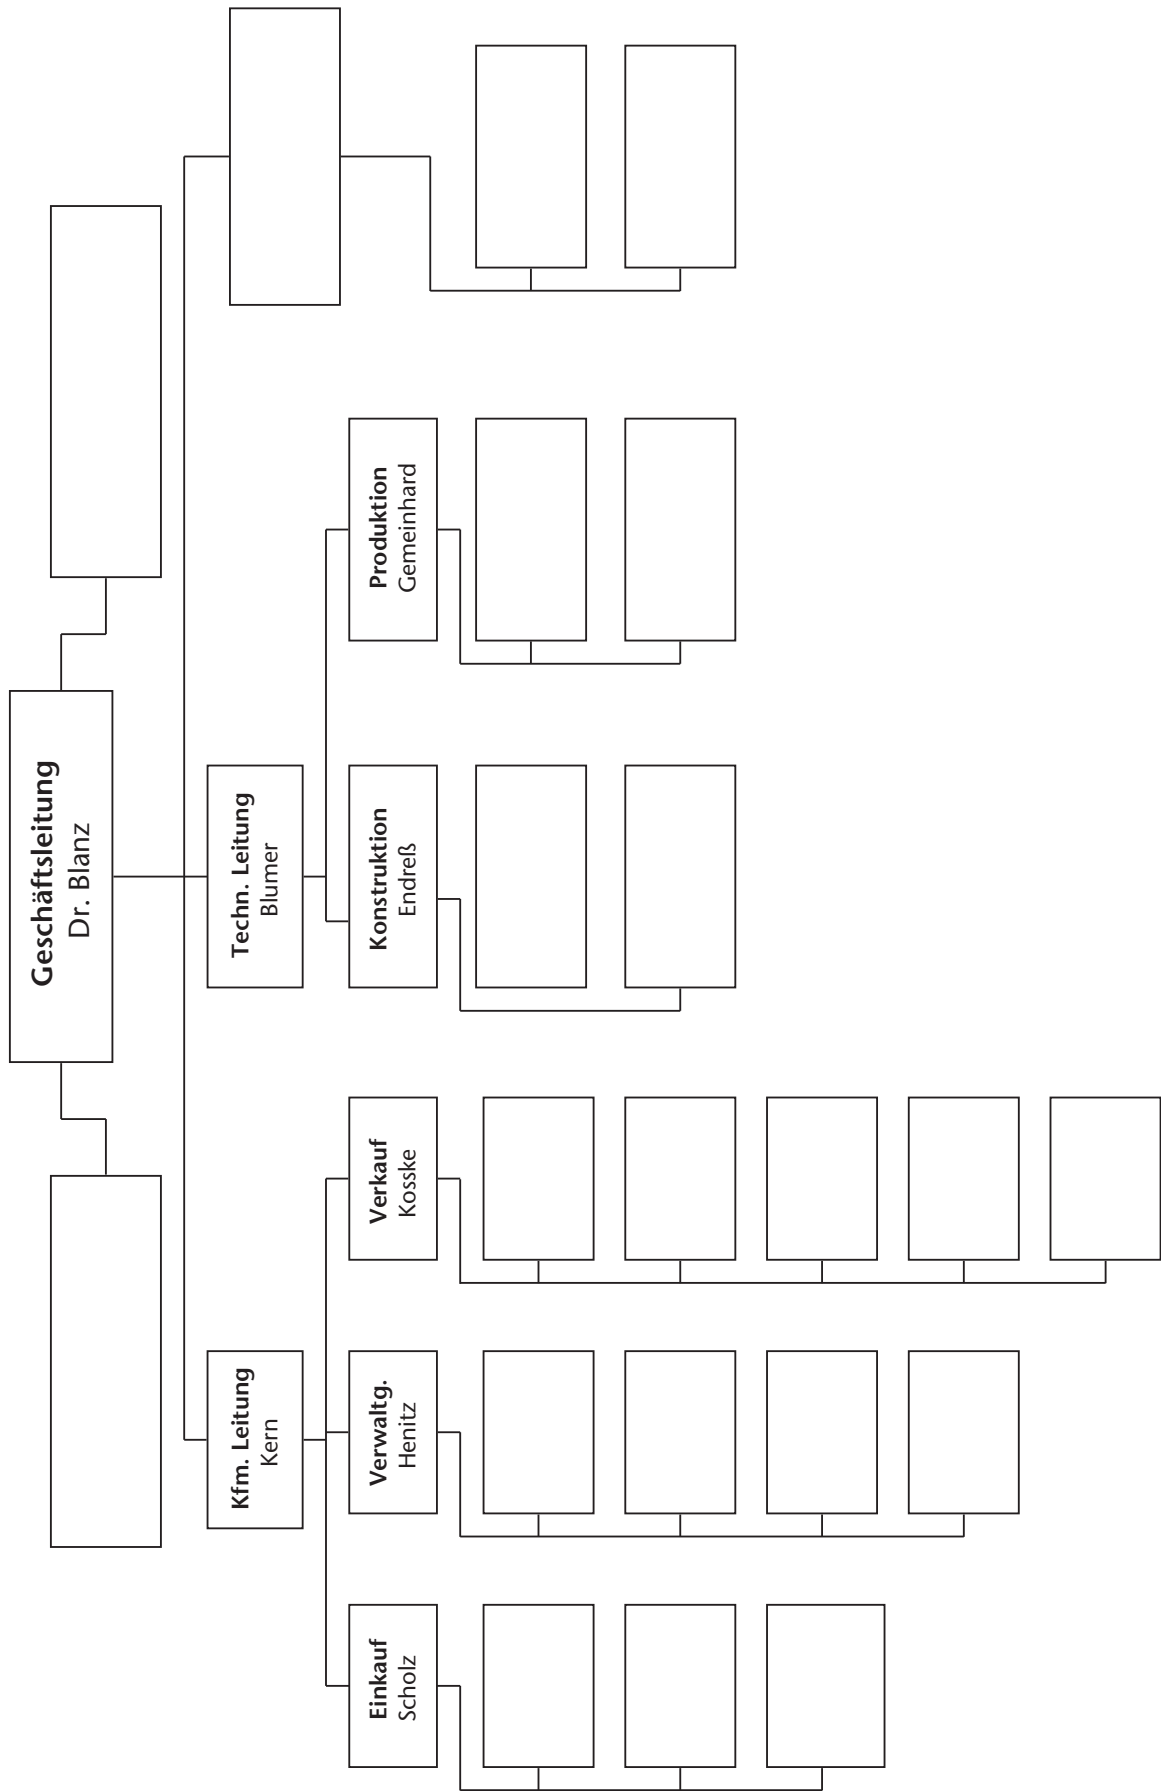 Geschäftsleitung
Dr. Blanz
Kfm. Leitung
Kern
Techn. Leitung
Blumer
Einkauf
Scholz
Verwaltg.
Henitz
Verkauf
Kosske
Konstruktion
Endreß
Produktion
Gemeinhard